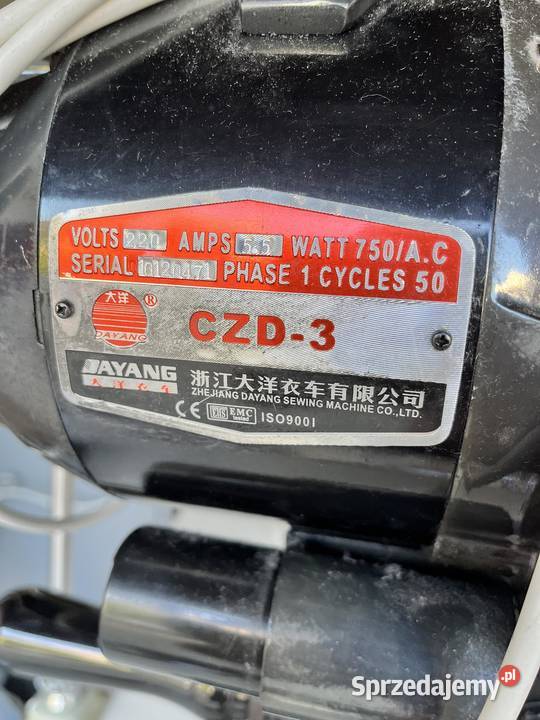 VOLTS 220 AMPS 5.5 WATT 750/A.C
SERIAL 10120471 PHASE 1 CYCLES 50
大洋 ®
DAYANG
CZD-3
DAYANG 浙江大洋衣车有限公司
大洋衣车 ZHEJIANG DAYANG SEWING MACHINE CO.,LTD.
CE EMC Tested ISO9001
Sprzedajemy.pl